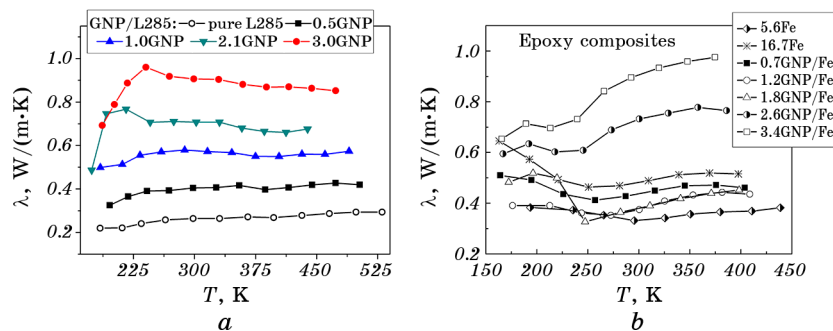 GNP/L285: pure L285 0.5GNP
1.0GNP 2.1GNP 3.0GNP
λ, W/(m·K)
1.0
0.8
0.6
0.4
0.2
225 300 375 450 525
T, K
a
Epoxy composites
5.6Fe
16.7Fe
0.7GNP/Fe
1.2GNP/Fe
1.8GNP/Fe
2.6GNP/Fe
3.4GNP/Fe
λ, W/(m·K)
1.0
0.8
0.6
0.4
0.2
150 200 250 300 350 400 450
T, K
b